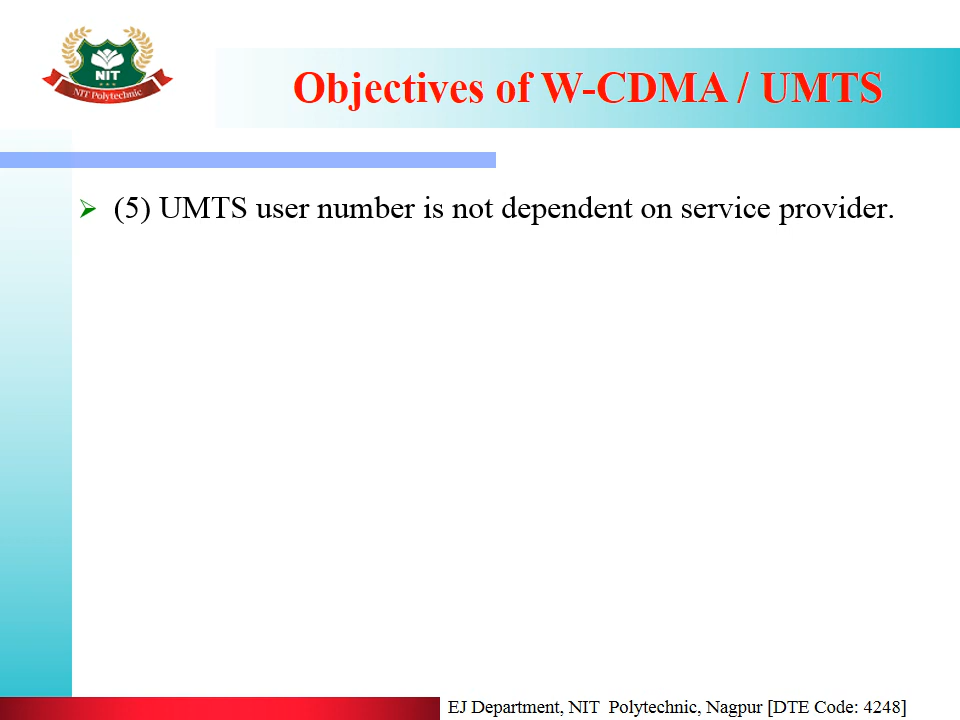 NIT
NIT Polytechnic
Objectives of W-CDMA / UMTS
(5) UMTS user number is not dependent on service provider.
EJ Department, NIT Polytechnic, Nagpur [DTE Code: 4248]